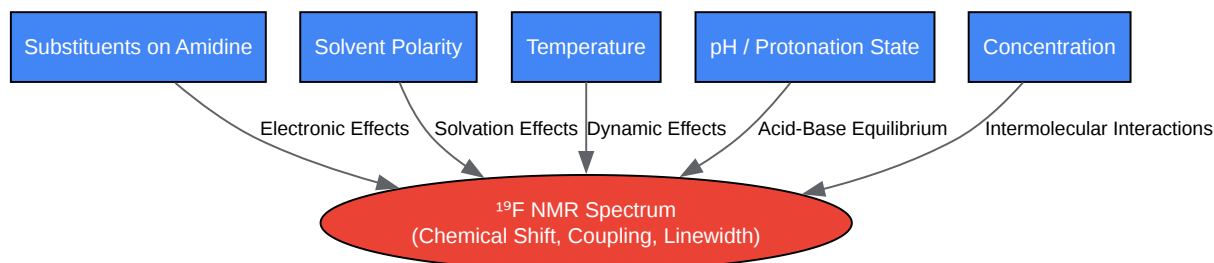 Substituents on Amidine
Solvent Polarity
Temperature
pH / Protonation State
Concentration
Electronic Effects
Solvation Effects
Dynamic Effects
Acid-Base Equilibrium
Intermolecular Interactions
¹⁹F NMR Spectrum
(Chemical Shift, Coupling, Linewidth)